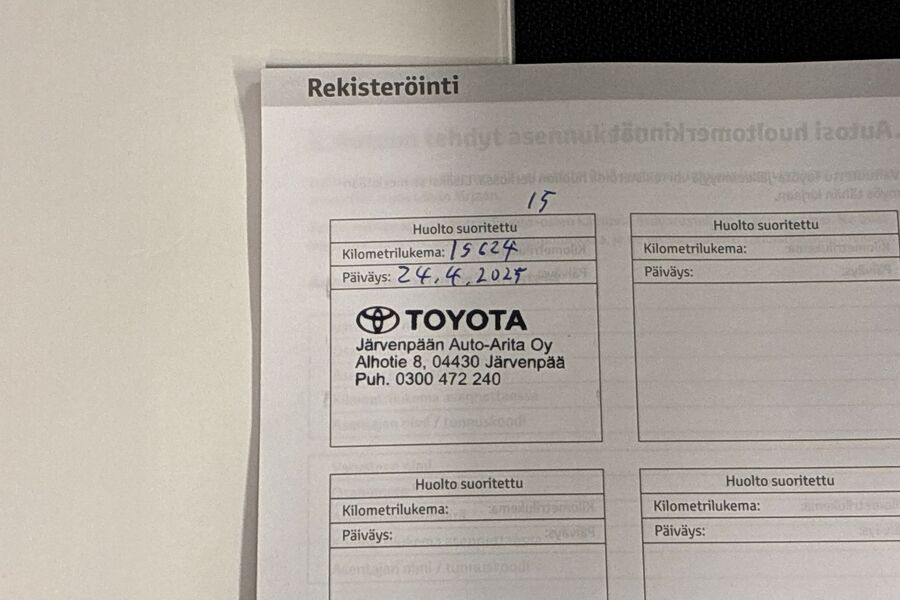 Rekisteröinti
15
Huolto suoritettu
Kilometrilukema: 15624
Päiväys: 24.4.2025
TOYOTA
Järvenpään Auto-Arita Oy
Alhotie 8, 04430 Järvenpää
Puh. 0300 472 240
Huolto suoritettu
Kilometrilukema:
Päiväys:
Huolto suoritettu
Kilometrilukema:
Päiväys:
Huolto suoritettu
Kilometrilukema:
Päiväys: